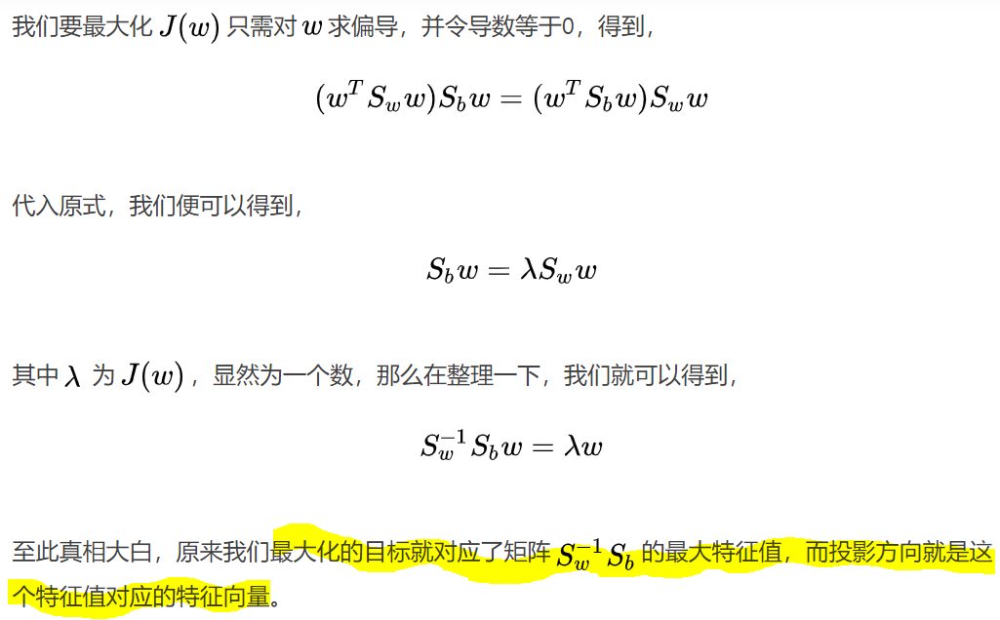 我们要最大化 J(w) 只需对 w 求偏导，并令导数等于0，得到，
(w^T S_w w)S_b w = (w^T S_b w)S_w w
代入原式，我们便可以得到，
S_b w = λS_w w
其中 λ 为 J(w) ，显然为一个数，那么在整理一下，我们就可以得到，
S_w^{-1} S_b w = λw
至此真相大白，原来我们最大化的目标就对应了矩阵 S_w^{-1} S_b 的最大特征值，而投影方向就是这
个特征值对应的特征向量。